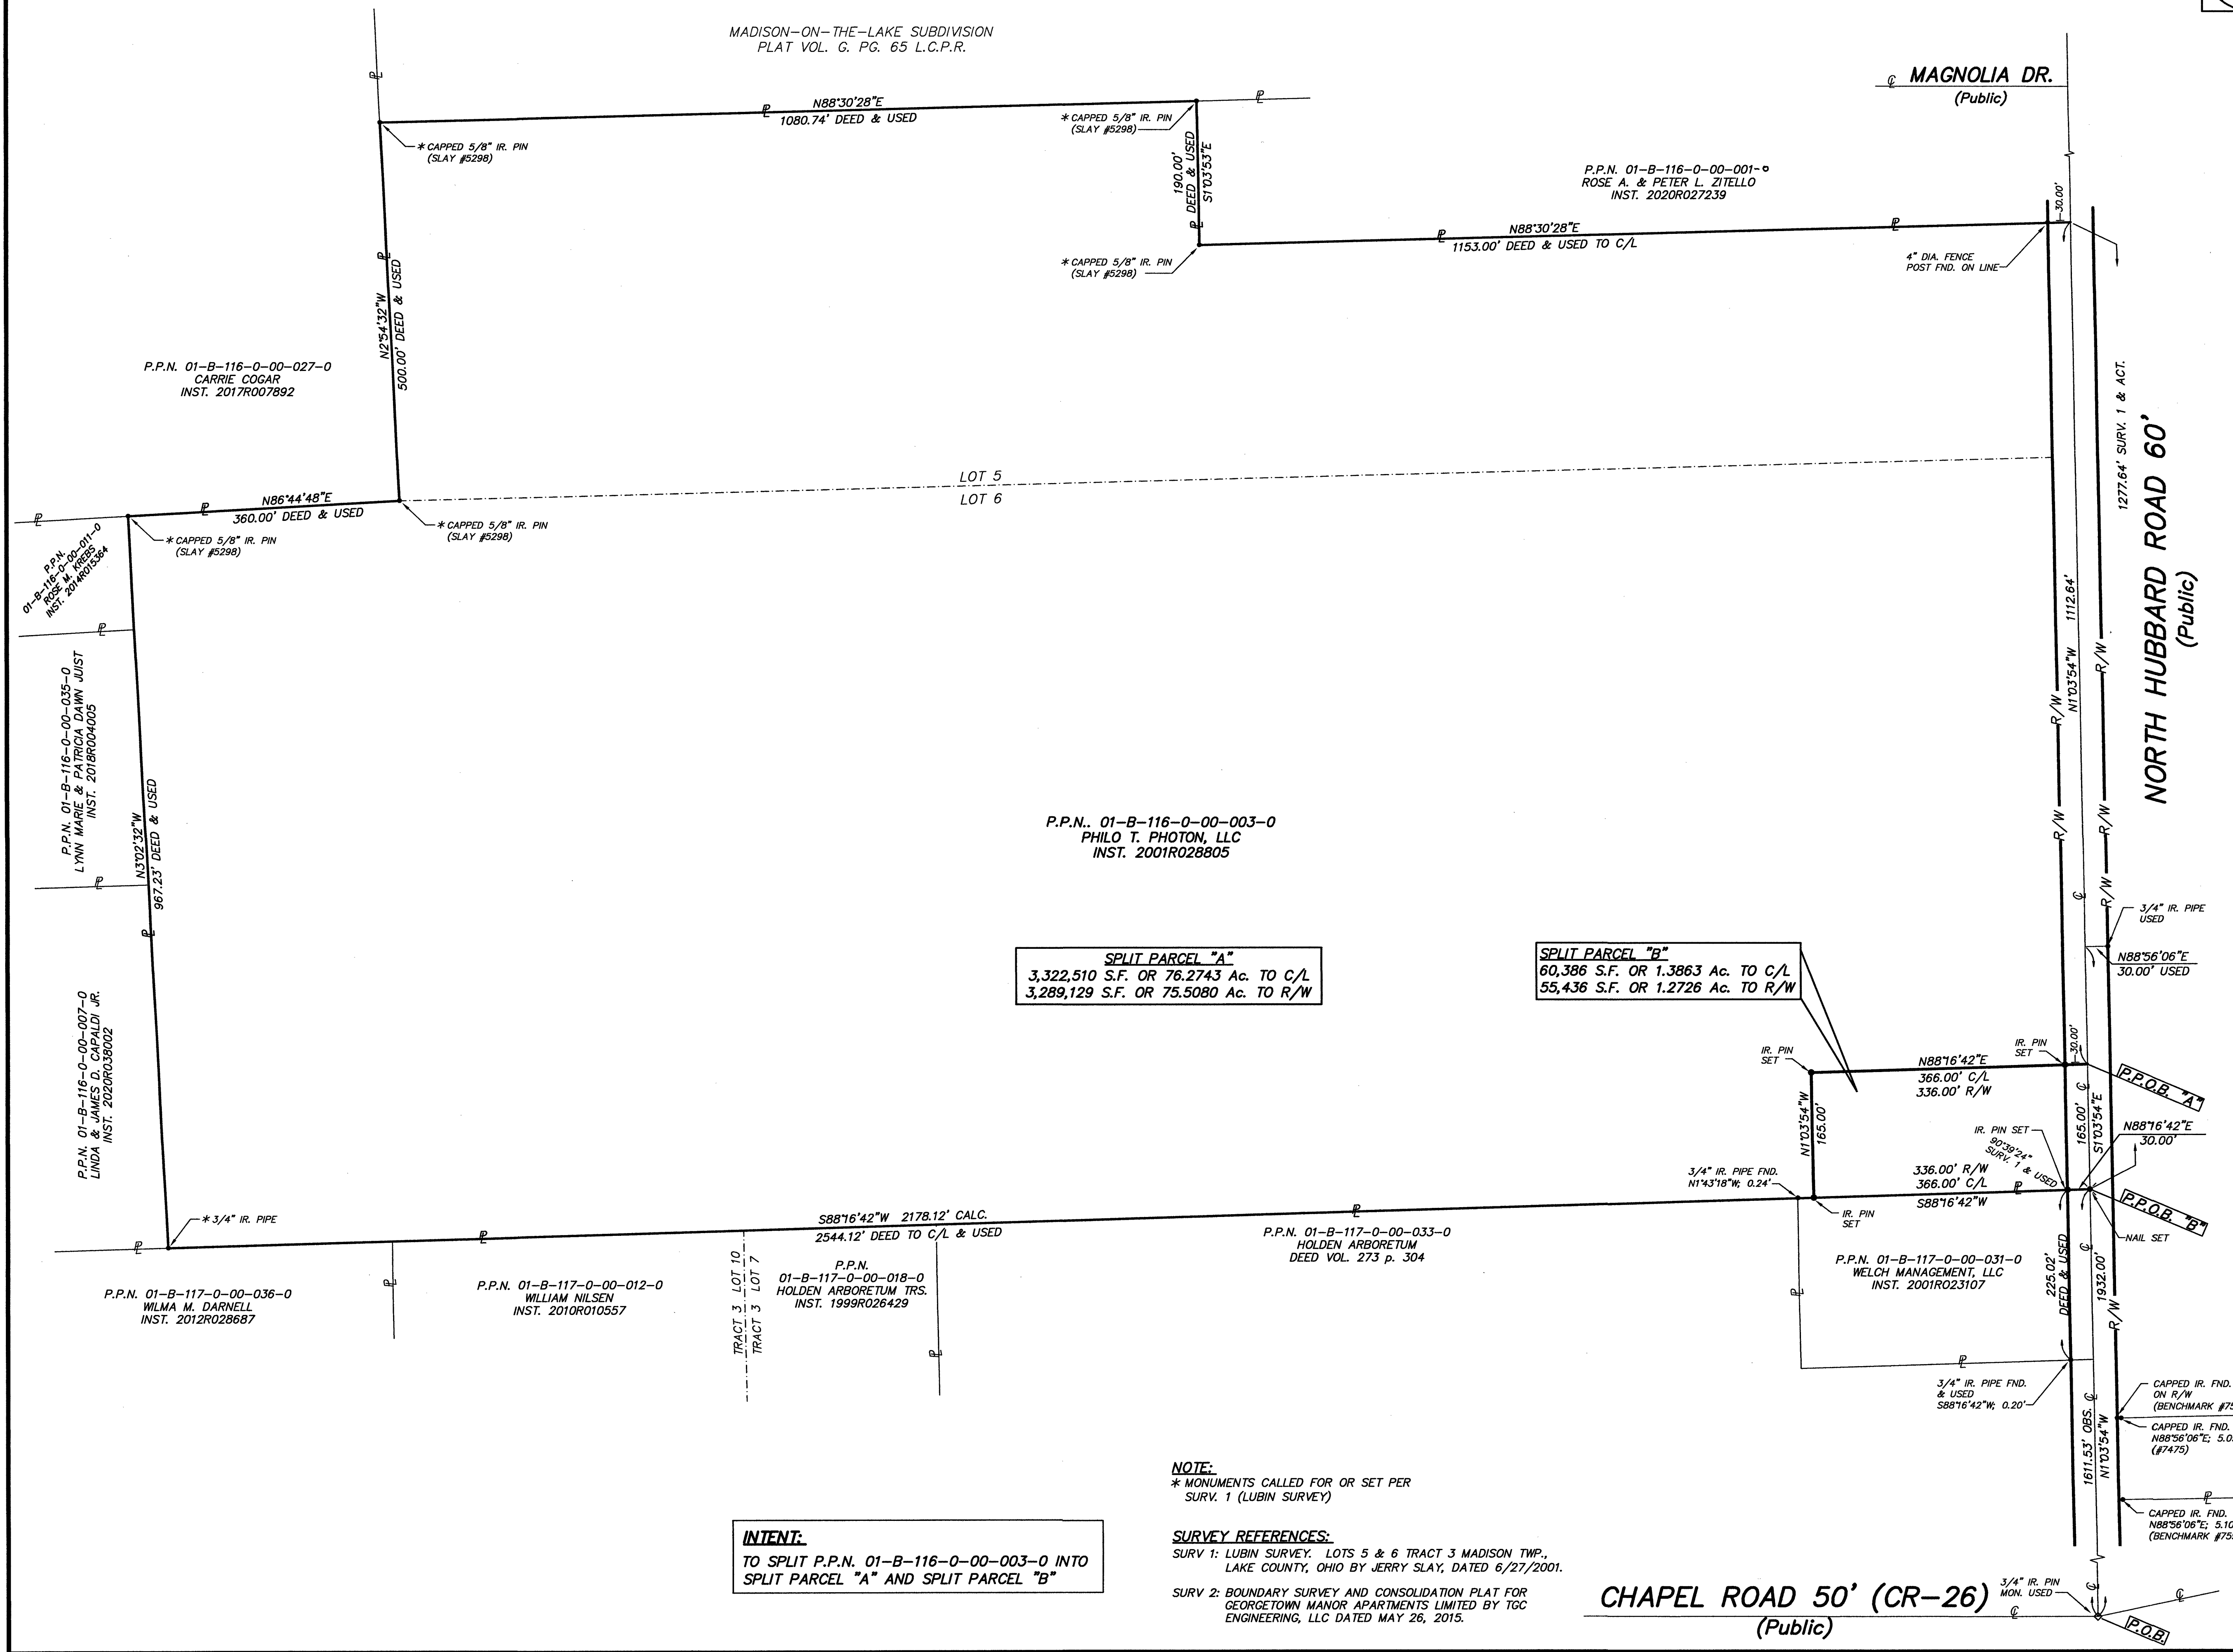 MADISON-ON-THE-LAKE SUBDIVISION
PLAT VOL. G. PG. 65 L.C.P.R.
℄ MAGNOLIA DR.
(Public)
N88°30'28"E
1080.74' DEED & USED
* CAPPED 5/8" IR. PIN
(SLAY #5298)
* CAPPED 5/8" IR. PIN
(SLAY #5298)
190.00'
DEED & USED
S1°03'53"E
P.P.N. 01-B-116-0-00-001-0
ROSE A. & PETER L. ZITELLO
INST. 2020R027239
30.00'
N88°30'28"E
1153.00' DEED & USED TO C/L
* CAPPED 5/8" IR. PIN
(SLAY #5298)
4" DIA. FENCE
POST FND. ON LINE
N2°54'32"W
500.00' DEED & USED
P.P.N. 01-B-116-0-00-027-0
CARRIE COGAR
INST. 2017R007892
1277.64' SURV. 1 & ACT.
NORTH HUBBARD ROAD 60'
(Public)
LOT 5
LOT 6
N86°44'48"E
360.00' DEED & USED
* CAPPED 5/8" IR. PIN
(SLAY #5298)
* CAPPED 5/8" IR. PIN
(SLAY #5298)
P.P.N.
01-B-116-0-00-011-0
ROSE M. KREBS
INST. 2014R015364
N1°03'54"W 1112.64'
R/W
R/W
R/W
R/W
R/W
P.P.N. 01-B-116-0-00-035-0
LYNN MARIE & PATRICIA DAWN JUIST
INST. 2018R004005
N3°02'32"W
967.23' DEED & USED
P.P.N.. 01-B-116-0-00-003-0
PHILO T. PHOTON, LLC
INST. 2001R028805
3/4" IR. PIPE
USED
N88°56'06"E
30.00' USED
SPLIT PARCEL "A"
3,322,510 S.F. OR 76.2743 Ac. TO C/L
3,289,129 S.F. OR 75.5080 Ac. TO R/W
SPLIT PARCEL "B"
60,386 S.F. OR 1.3863 Ac. TO C/L
55,436 S.F. OR 1.2726 Ac. TO R/W
P.P.N. 01-B-116-0-00-007-0
LINDA & JAMES D. CAPALDI JR.
INST. 2020R038002
IR. PIN
SET
IR. PIN
SET
30.00'
N88°16'42"E
366.00' C/L
336.00' R/W
P.P.O.B. "A"
N1°03'54"W
165.00'
165.00'
S1°03'54"E
N88°16'42"E
30.00'
IR. PIN SET
90°39'24"
SURV. 1 & USED
3/4" IR. PIPE FND.
N1°43'18"W; 0.24'
336.00' R/W
366.00' C/L
S88°16'42"W
P.P.O.B. "B"
IR. PIN
SET
NAIL SET
* 3/4" IR. PIPE
S88°16'42"W 2178.12' CALC.
2544.12' DEED TO C/L & USED
P.P.N. 01-B-117-0-00-033-0
HOLDEN ARBORETUM
DEED VOL. 273 p. 304
P.P.N. 01-B-117-0-00-031-0
WELCH MANAGEMENT, LLC
INST. 2001R023107
225.02'
DEED & USED
1932.00'
R/W
P.P.N. 01-B-117-0-00-036-0
WILMA M. DARNELL
INST. 2012R028687
P.P.N. 01-B-117-0-00-012-0
WILLIAM NILSEN
INST. 2010R010557
TRACT 3 LOT 10
TRACT 3 LOT 7
P.P.N.
01-B-117-0-00-018-0
HOLDEN ARBORETUM TRS.
INST. 1999R026429
3/4" IR. PIPE FND.
& USED
S88°16'42"W; 0.20'
CAPPED IR. FND.
ON R/W
(BENCHMARK #75
CAPPED IR. FND.
N88°56'06"E; 5.0
(#7475)
1611.53' OBS.
N1°03'54"W
CAPPED IR. FND.
N88°56'06"E; 5.10
(BENCHMARK #75
NOTE:
* MONUMENTS CALLED FOR OR SET PER
SURV. 1 (LUBIN SURVEY)
INTENT:
TO SPLIT P.P.N. 01-B-116-0-00-003-0 INTO
SPLIT PARCEL "A" AND SPLIT PARCEL "B"
SURVEY REFERENCES:
SURV 1: LUBIN SURVEY. LOTS 5 & 6 TRACT 3 MADISON TWP.,
LAKE COUNTY, OHIO BY JERRY SLAY, DATED 6/27/2001.
SURV 2: BOUNDARY SURVEY AND CONSOLIDATION PLAT FOR
GEORGETOWN MANOR APARTMENTS LIMITED BY TGC
ENGINEERING, LLC DATED MAY 26, 2015.
CHAPEL ROAD 50' (CR-26)
(Public)
3/4" IR. PIN
MON. USED
P.O.B.